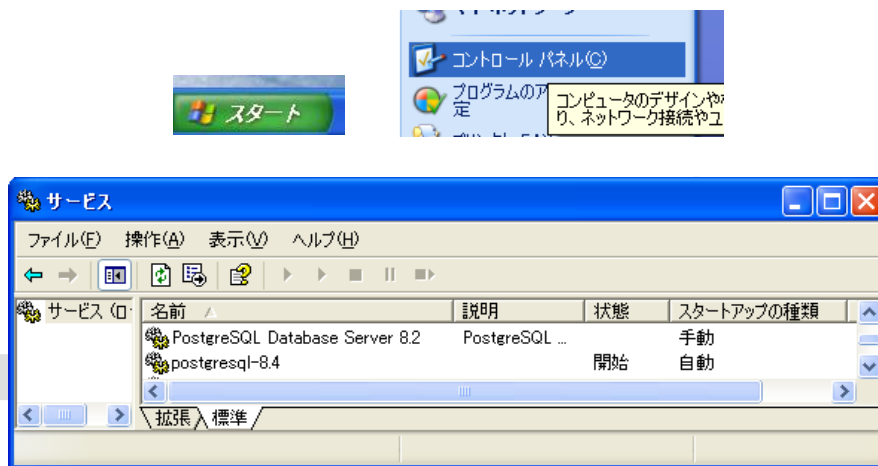 コントロール パネル(C)
プログラムのア
定
コンピュータのデザインや
り、ネットワーク接続やユ
スタート
サービス
ファイル(F) 操作(A) 表示(V) ヘルプ(H)
サービス (ロ
名前 説明 状態 スタートアップの種類
PostgreSQL Database Server 8.2 PostgreSQL ... 手動
postgresql-8.4 開始 自動
拡張 標準